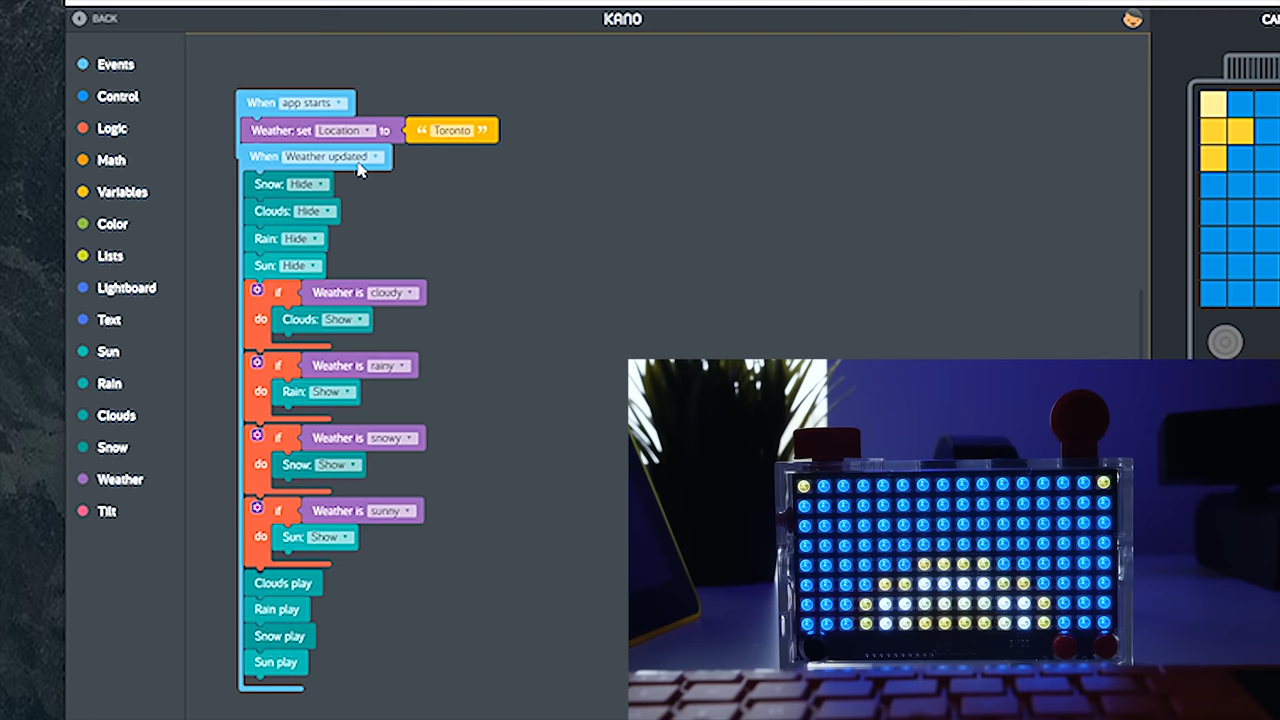 BACK
KANO
CA
Events
Control
Logic
Math
Variables
Color
Lists
Lightboard
Text
Sun
Rain
Clouds
Snow
Weather
Tilt
When app starts
Weather: set Location to “ Toronto ”
When Weather updated
Snow: Hide
Clouds: Hide
Rain: Hide
Sun: Hide
if Weather is cloudy
do Clouds: Show
if Weather is rainy
do Rain: Show
if Weather is snowy
do Snow: Show
if Weather is sunny
do Sun: Show
Clouds play
Rain play
Snow play
Sun play